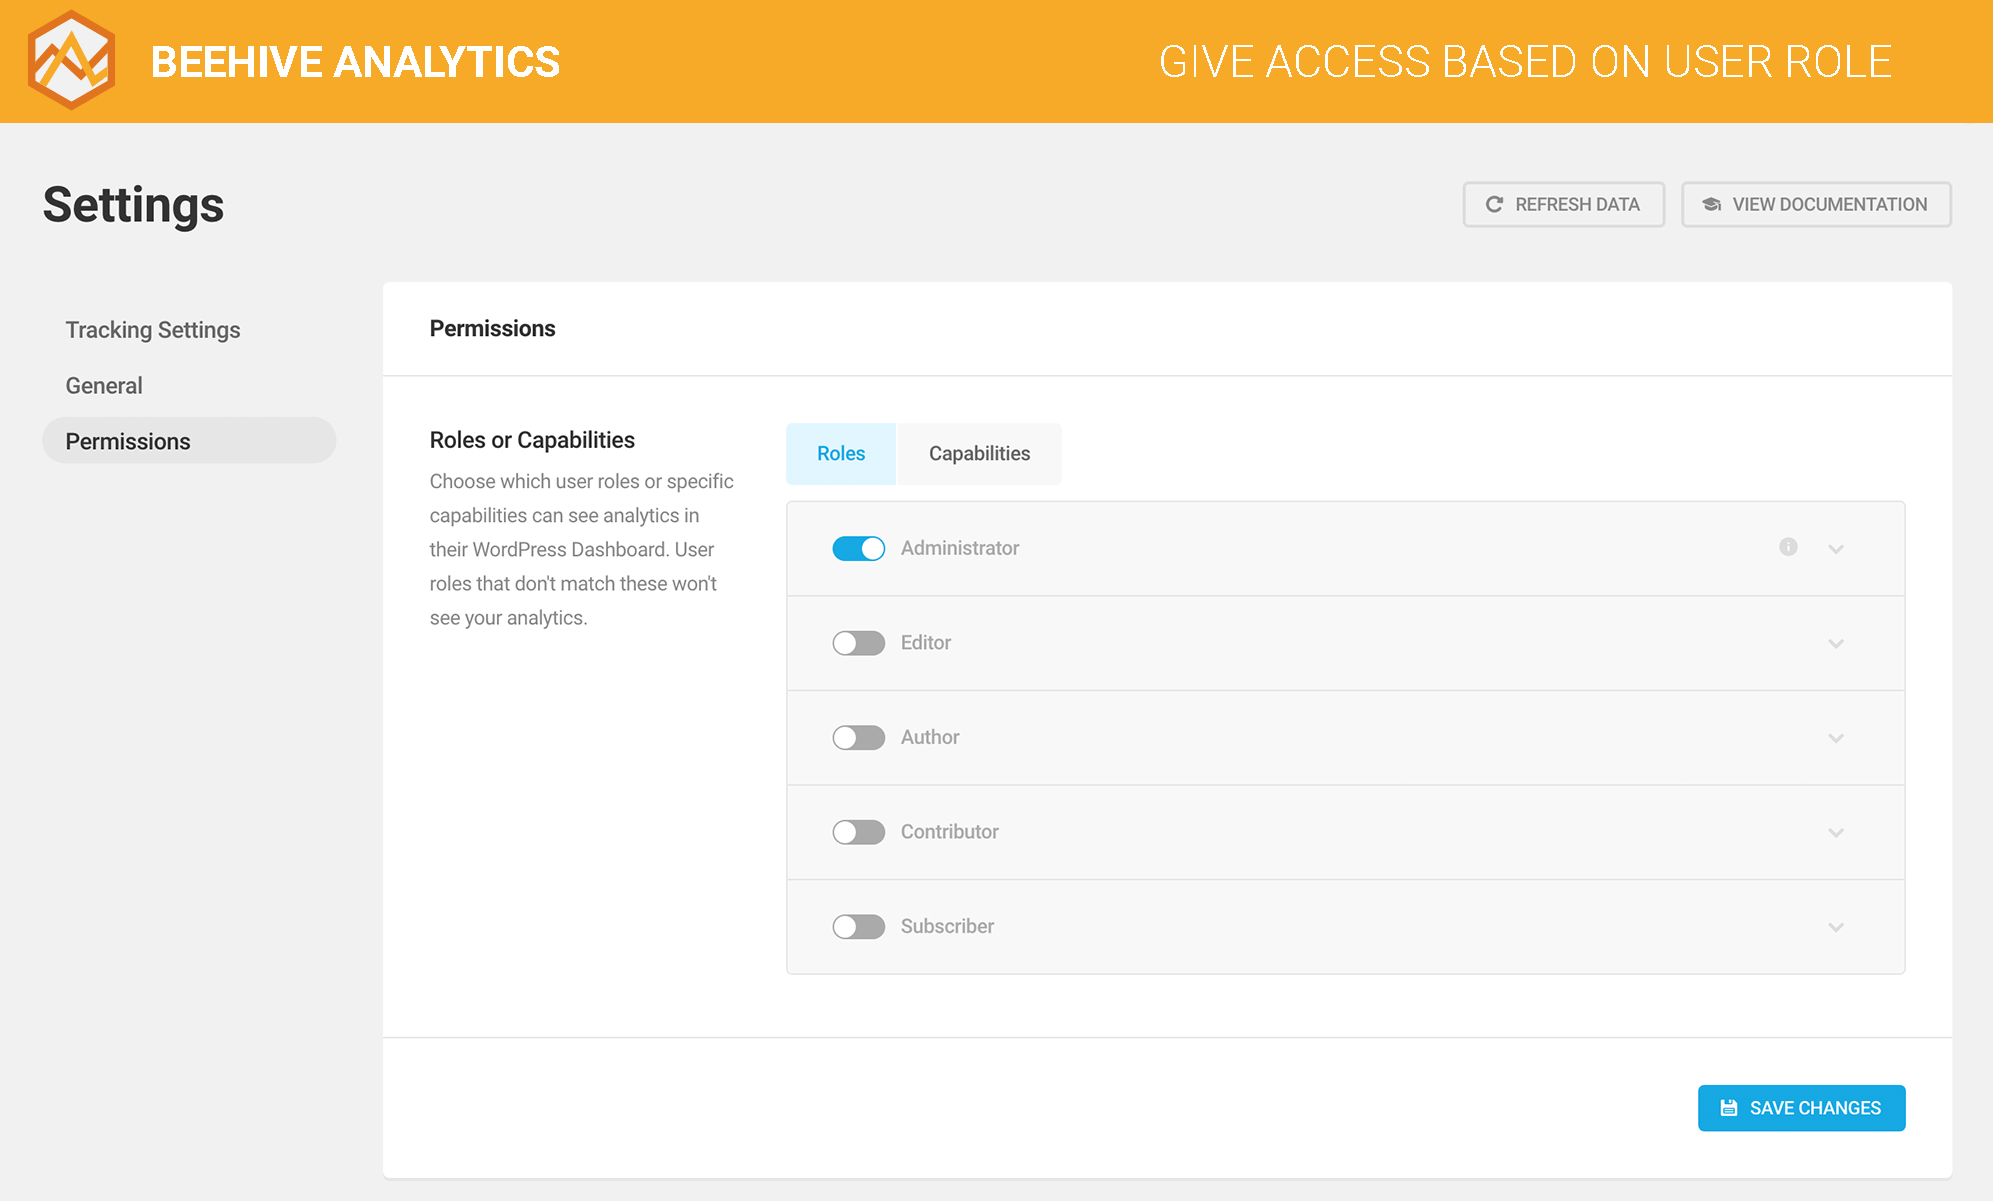 BEEHIVE ANALYTICS
GIVE ACCESS BASED ON USER ROLE
Settings
REFRESH DATA
VIEW DOCUMENTATION
Tracking Settings
General
Permissions
Permissions
Roles or Capabilities
Choose which user roles or specific
capabilities can see analytics in
their WordPress Dashboard. User
roles that don't match these won't
see your analytics.
Roles
Capabilities
Administrator
Editor
Author
Contributor
Subscriber
SAVE CHANGES